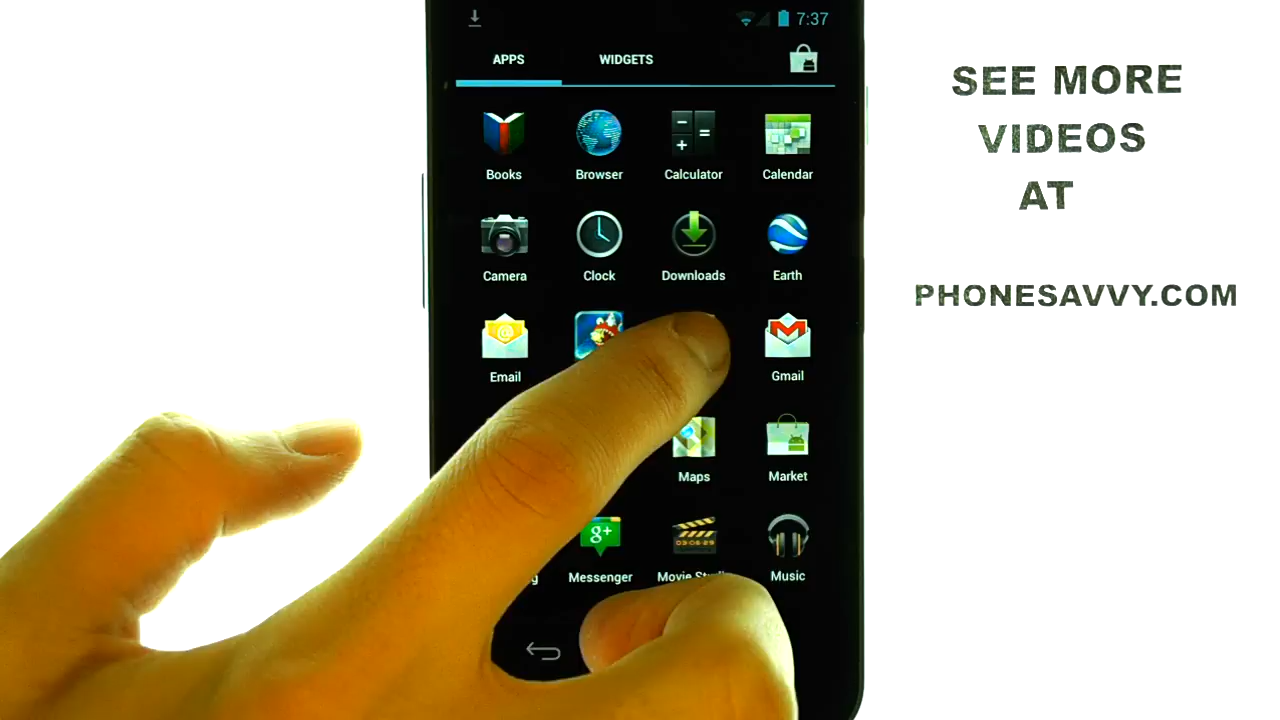 7:37
APPS WIDGETS
SEE MORE
VIDEOS
AT
PHONESAVVY.COM
Books Browser Calculator Calendar
Camera Clock Downloads Earth
Email Gmail
Maps Market
g+
Messenger Movie Music